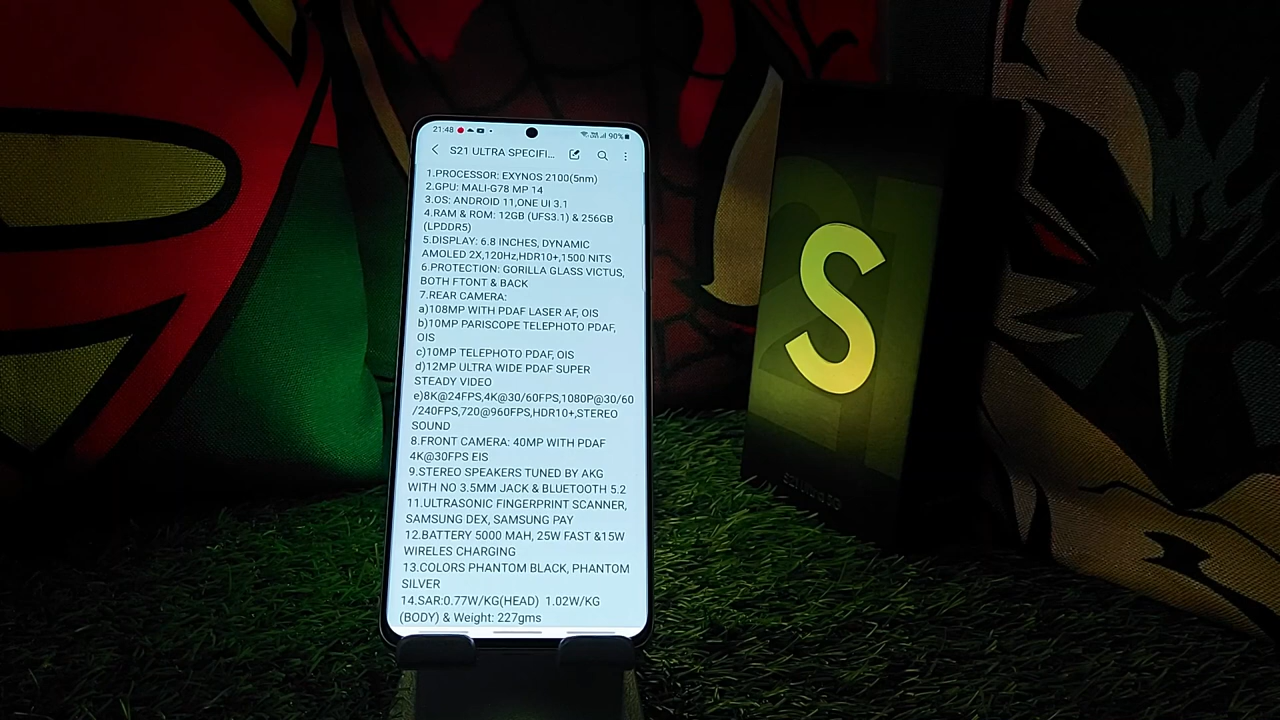 21:48
90%
S21 ULTRA SPECIFI...
1.PROCESSOR: EXYNOS 2100(5nm)
2.GPU: MALI-G78 MP 14
3.OS: ANDROID 11,ONE UI 3.1
4.RAM & ROM: 12GB (UFS3.1) & 256GB
(LPDDR5)
5.DISPLAY: 6.8 INCHES, DYNAMIC
AMOLED 2X,120Hz,HDR10+,1500 NITS
6.PROTECTION: GORILLA GLASS VICTUS,
BOTH FTONT & BACK
7.REAR CAMERA:
a)108MP WITH PDAF LASER AF, OIS
b)10MP PARISCOPE TELEPHOTO PDAF,
OIS
c)10MP TELEPHOTO PDAF, OIS
d)12MP ULTRA WIDE PDAF SUPER
STEADY VIDEO
e)8K@24FPS,4K@30/60FPS,1080P@30/60
/240FPS,720@960FPS,HDR10+,STEREO
SOUND
8.FRONT CAMERA: 40MP WITH PDAF
4K@30FPS EIS
9.STEREO SPEAKERS TUNED BY AKG
WITH NO 3.5MM JACK & BLUETOOTH 5.2
11.ULTRASONIC FINGERPRINT SCANNER,
SAMSUNG DEX, SAMSUNG PAY
12.BATTERY 5000 MAH, 25W FAST &15W
WIRELES CHARGING
13.COLORS PHANTOM BLACK, PHANTOM
SILVER
14.SAR:0.77W/KG(HEAD) 1.02W/KG
(BODY) & Weight: 227gms
S